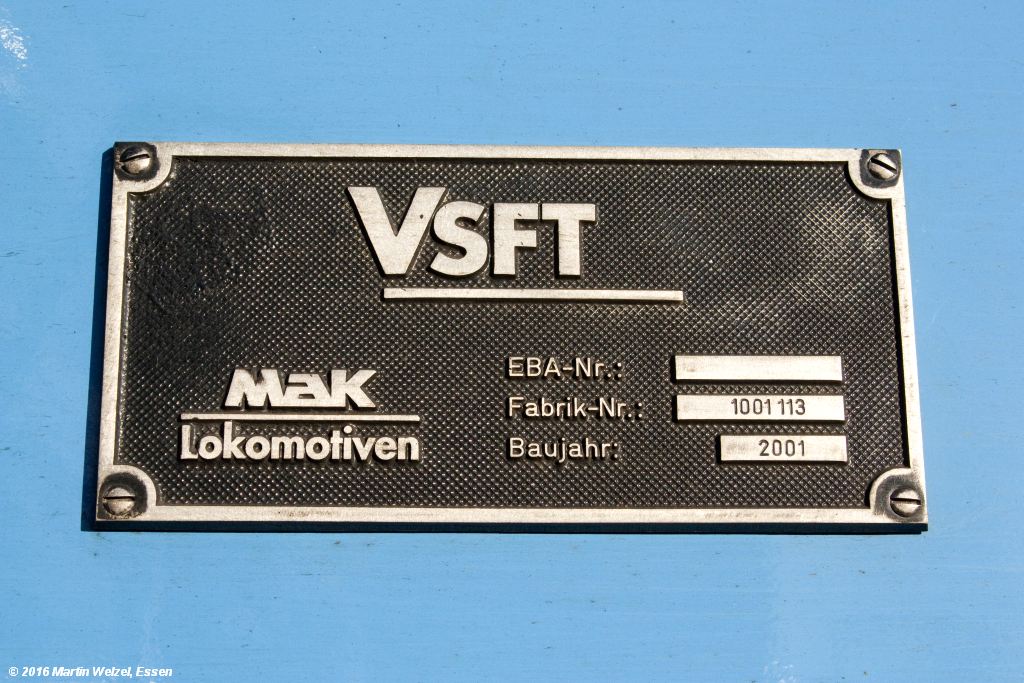 VSFT
MaK
Lokomotiven
EBA-Nr.:
Fabrik-Nr.: 1001 113
Baujahr: 2001
© 2016 Martin Welzel, Essen